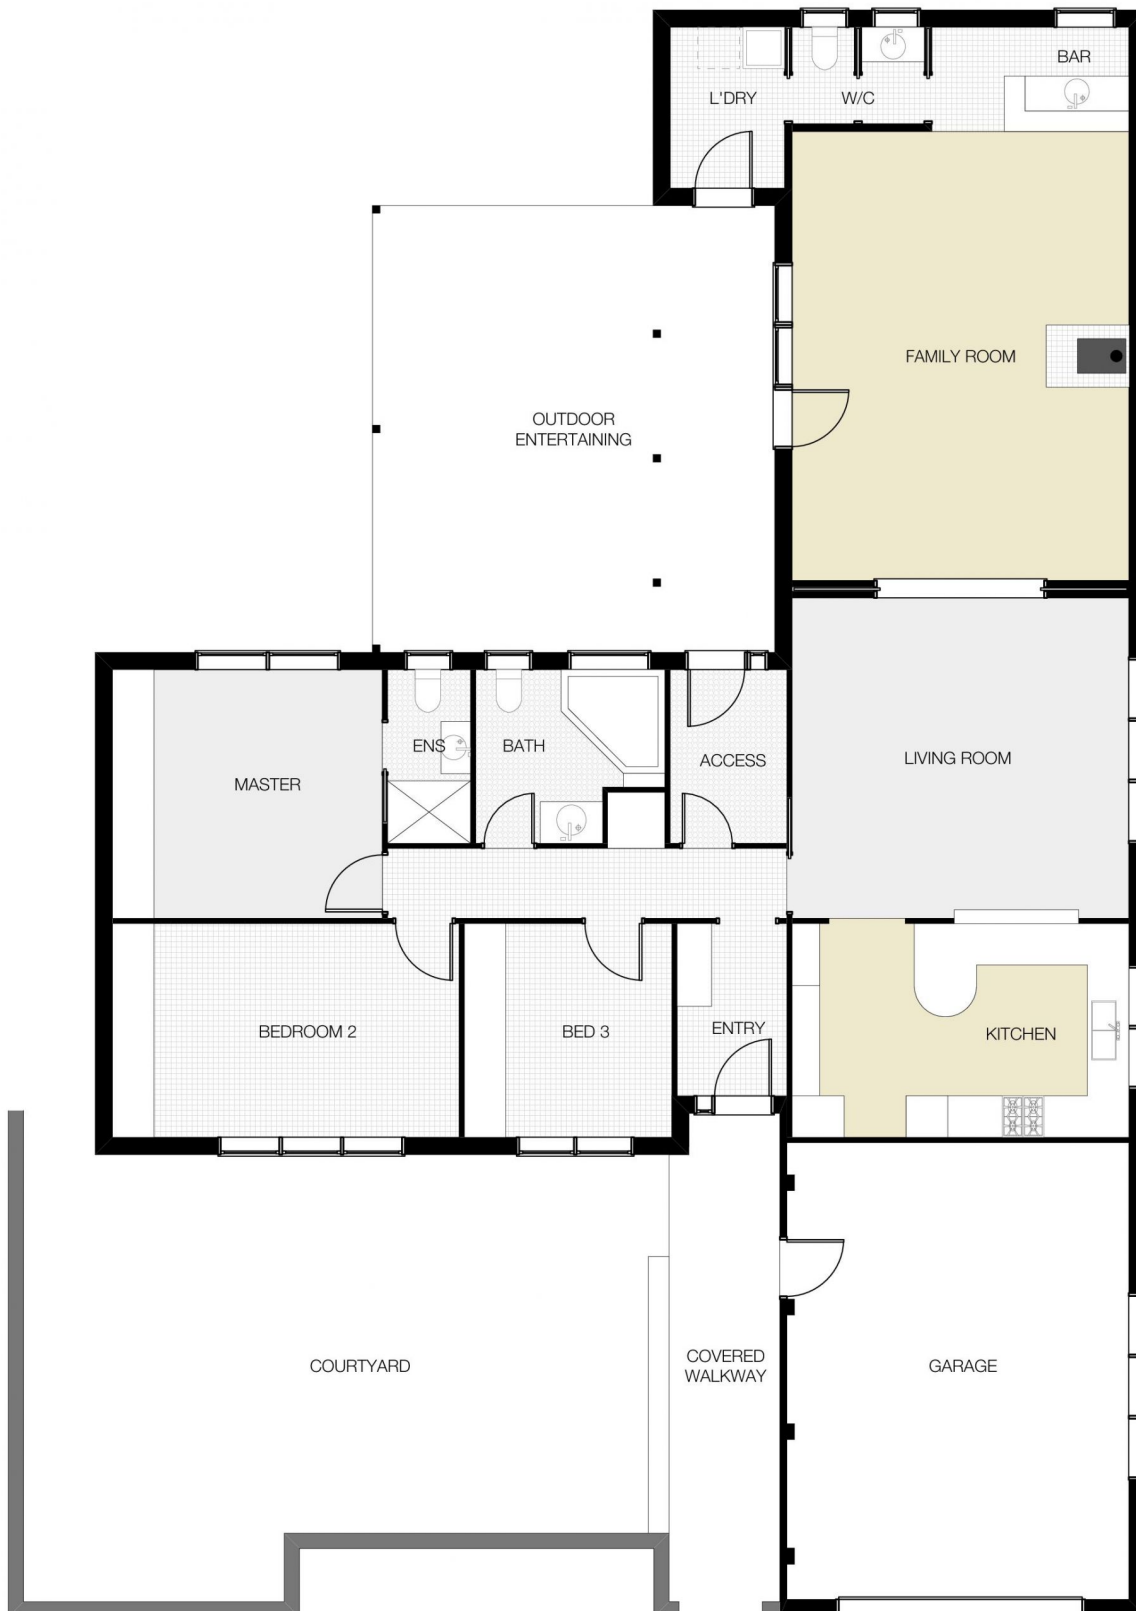 BAR
L'DRY
W/C
FAMILY ROOM
OUTDOOR
ENTERTAINING
ENS
BATH
ACCESS
LIVING ROOM
MASTER
BEDROOM 2
BED 3
ENTRY
KITCHEN
COURTYARD
COVERED
WALKWAY
GARAGE